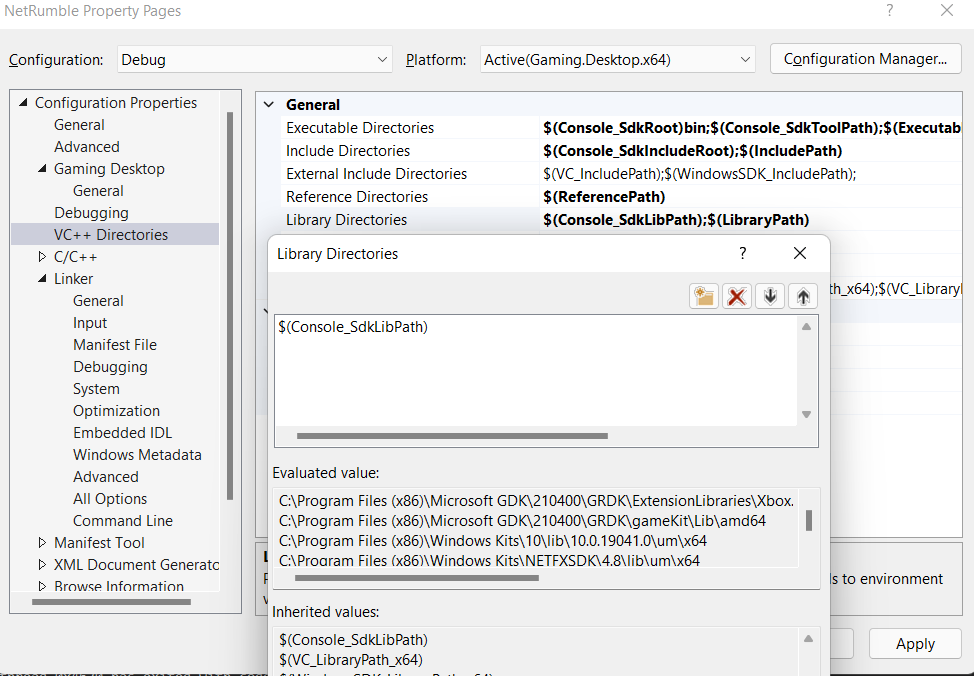 NetRumble Property Pages
?
Configuration:
Debug
Platform:
Active(Gaming.Desktop.x64)
Configuration Manager...
Configuration Properties
General
Advanced
Gaming Desktop
General
Debugging
VC++ Directories
C/C++
Linker
General
Input
Manifest File
Debugging
System
Optimization
Embedded IDL
Windows Metadata
Advanced
All Options
Command Line
Manifest Tool
XML Document Generato
Browse Information
General
Executable Directories $(Console_SdkRoot)bin;$(Console_SdkToolPath);$(Executab
Include Directories $(Console_SdkIncludeRoot);$(IncludePath)
External Include Directories $(VC_IncludePath);$(WindowsSDK_IncludePath);
Reference Directories $(ReferencePath)
Library Directories $(Console_SdkLibPath);$(LibraryPath)
th_x64);$(VC_Library
Library Directories
?
$(Console_SdkLibPath)
Evaluated value:
C:\Program Files (x86)\Microsoft GDK\210400\GRDK\ExtensionLibraries\Xbox.
C:\Program Files (x86)\Microsoft GDK\210400\GRDK\gameKit\Lib\amd64
C:\Program Files (x86)\Windows Kits\10\lib\10.0.19041.0\um\x64
C:\Program Files (x86)\Windows Kits\NETFXSDK\4.8\lib\um\x64
Inherited values:
$(Console_SdkLibPath)
$(VC_LibraryPath_x64)
ls to environment
Apply